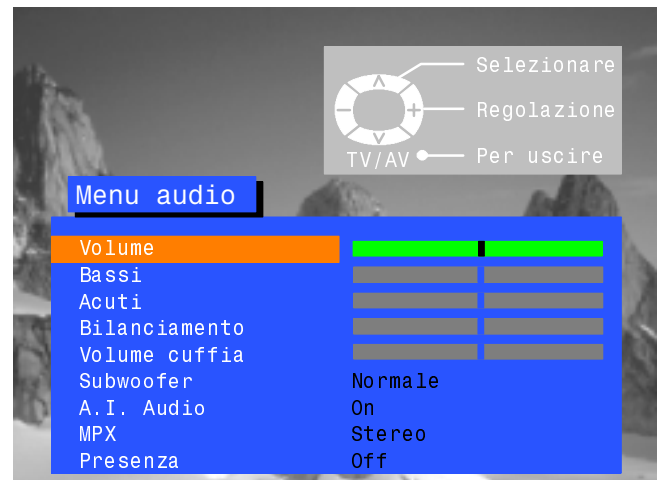 Selezionare
Regolazione
TV/AV Per uscire
Menu audio
Volume
Bassi
Acuti
Bilanciamento
Volume cuffia
Subwoofer Normale
A.I. Audio On
MPX Stereo
Presenza Off